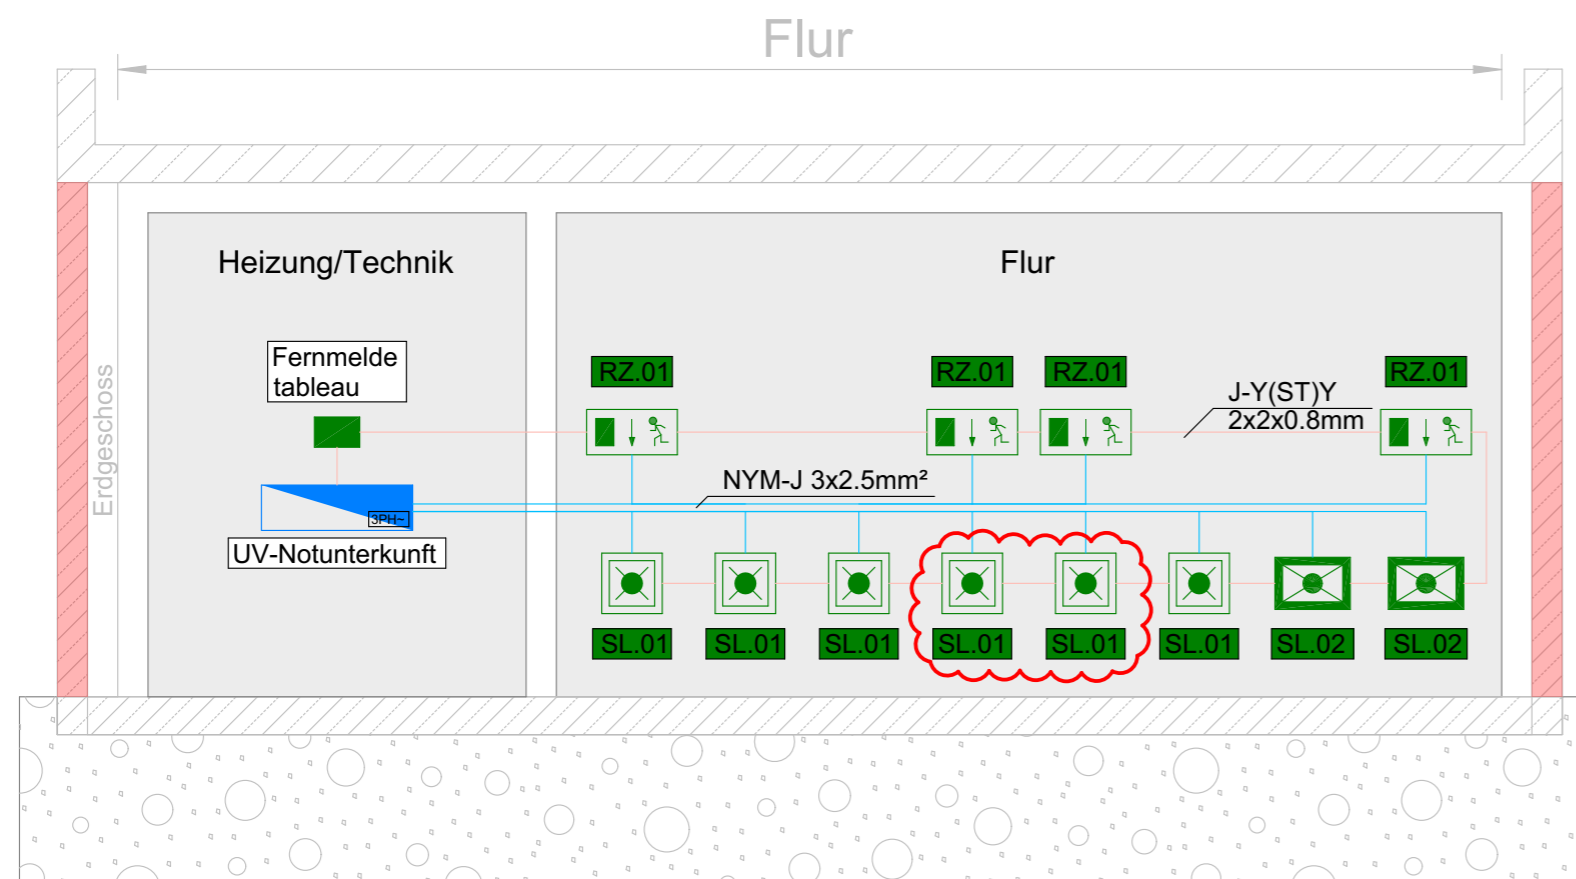 Flur
Heizung/Technik
Flur
Erdgeschoss
Fernmelde
tableau
RZ.01
RZ.01
RZ.01
RZ.01
J-Y(ST)Y
2x2x0.8mm
NYM-J 3x2.5mm²
3PH~
UV-Notunterkunft
SL.01
SL.01
SL.01
SL.01
SL.01
SL.01
SL.02
SL.02